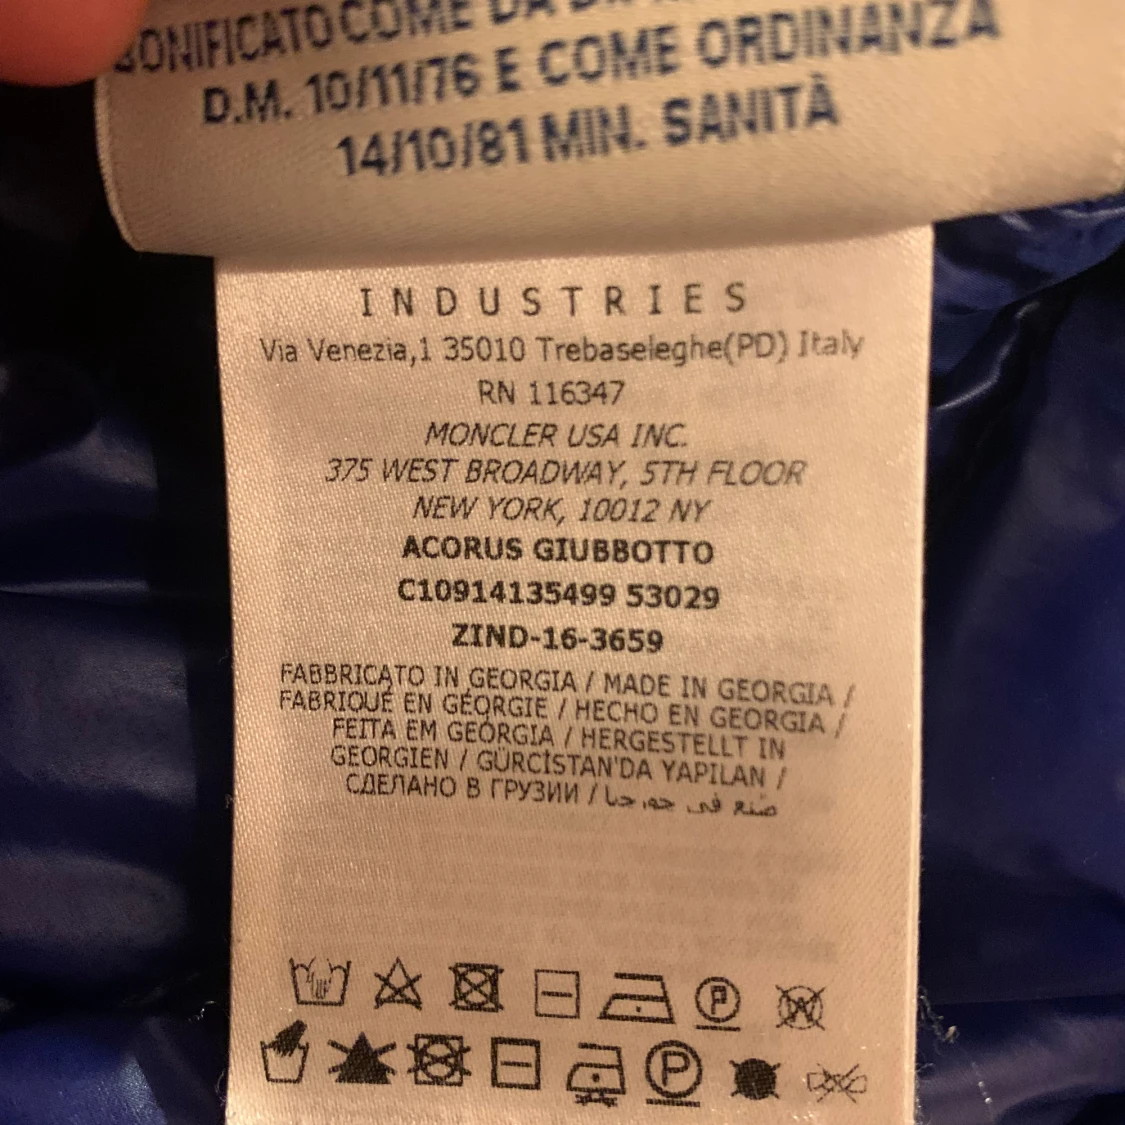 BONIFICATO COME DA
D.M. 10/11/76 E COME ORDINANZA
14/10/81 MIN. SANITÀ
INDUSTRIES
Via Venezia,1 35010 Trebaseleghe(PD) Italy
RN 116347
MONCLER USA INC.
375 WEST BROADWAY, 5TH FLOOR
NEW YORK, 10012 NY
ACORUS GIUBBOTTO
C10914135499 53029
ZIND-16-3659
FABBRICATO IN GEORGIA / MADE IN GEORGIA /
FABRIQUÉ EN GÉORGIE / HECHO EN GEORGIA /
FEITA EM GEÓRGIA / HERGESTELLT IN
GEORGIEN / GÜRCİSTAN'DA YAPILAN /
СДЕЛАНО В ГРУЗИИ / صنع في جورجيا
P W
P